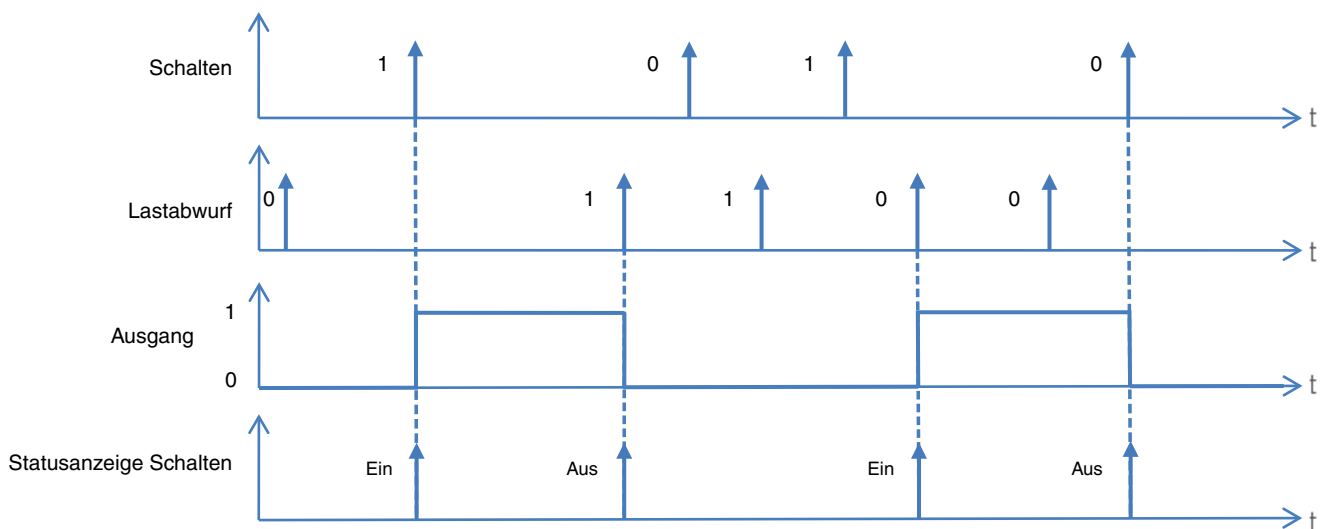 Schalten 1 0 1 0 t
Lastabwurf 0 1 1 0 0 t
1
Ausgang
0 t
Statusanzeige Schalten Ein Aus Ein Aus t